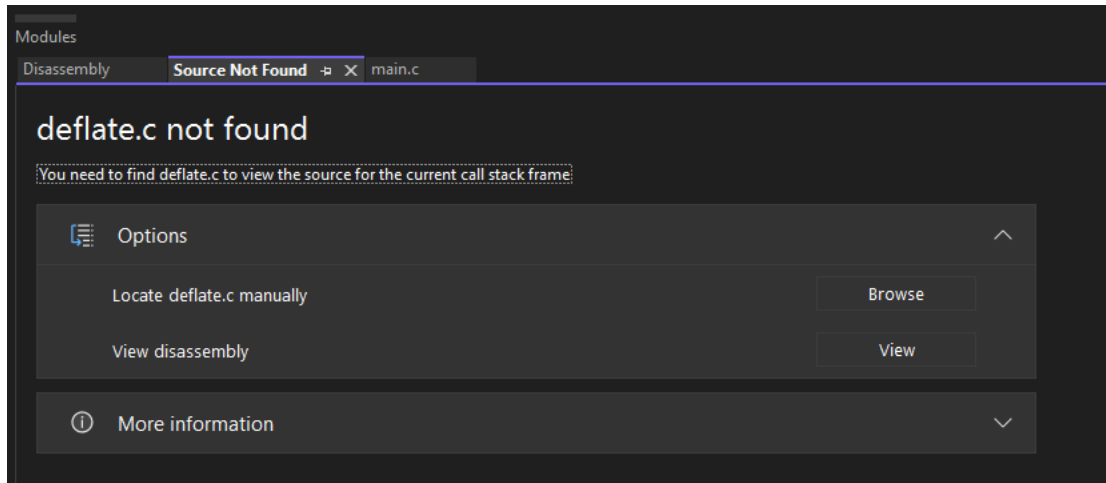 Modules
Disassembly Source Not Found main.c
deflate.c not found
You need to find deflate.c to view the source for the current call stack frame
Options
Locate deflate.c manually Browse
View disassembly View
More information